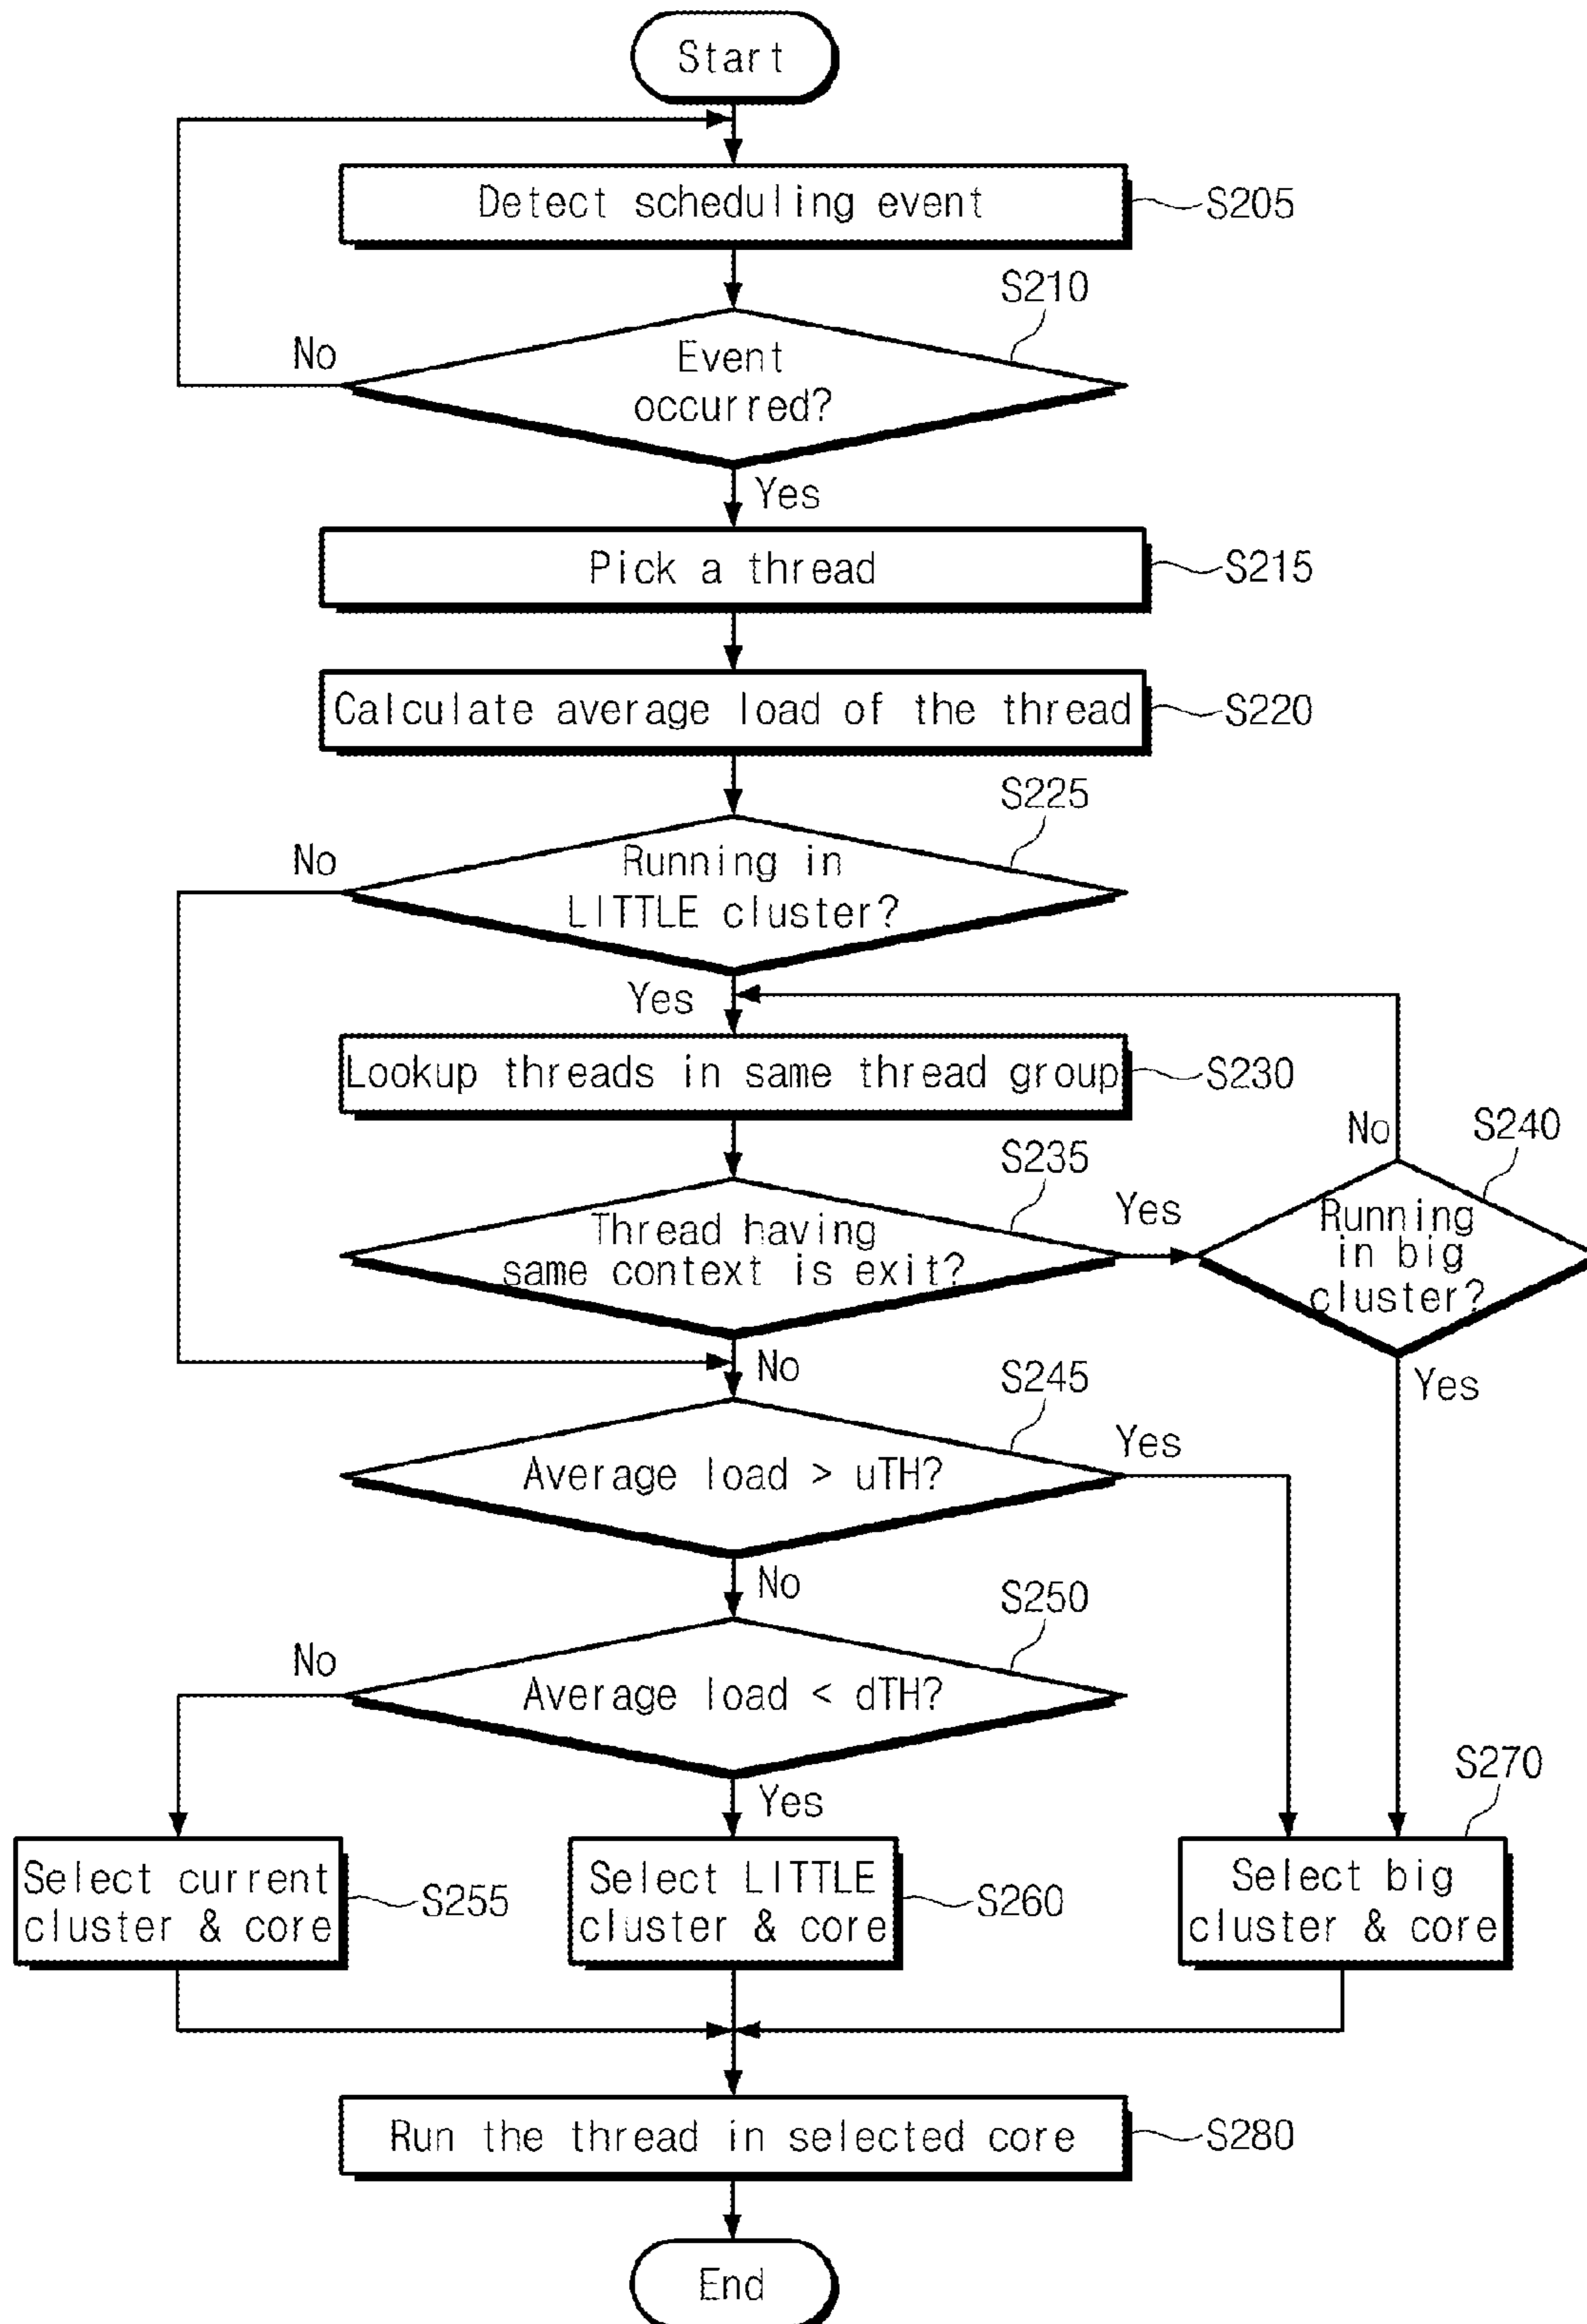 Start
Detect scheduling event
S205
S210
Event
occurred?
No
Yes
Pick a thread
S215
Calculate average load of the thread
S220
S225
Running in
LITTLE cluster?
No
Yes
Lookup threads in same thread group
S230
S235
Thread having
same context is exit?
Yes
No
S240
Running
in big
cluster?
No
Yes
S245
Average load > uTH?
Yes
No
S250
Average load < dTH?
No
Yes
Select current
cluster & core
S255
Select LITTLE
cluster & core
S260
S270
Select big
cluster & core
Run the thread in selected core
S280
End